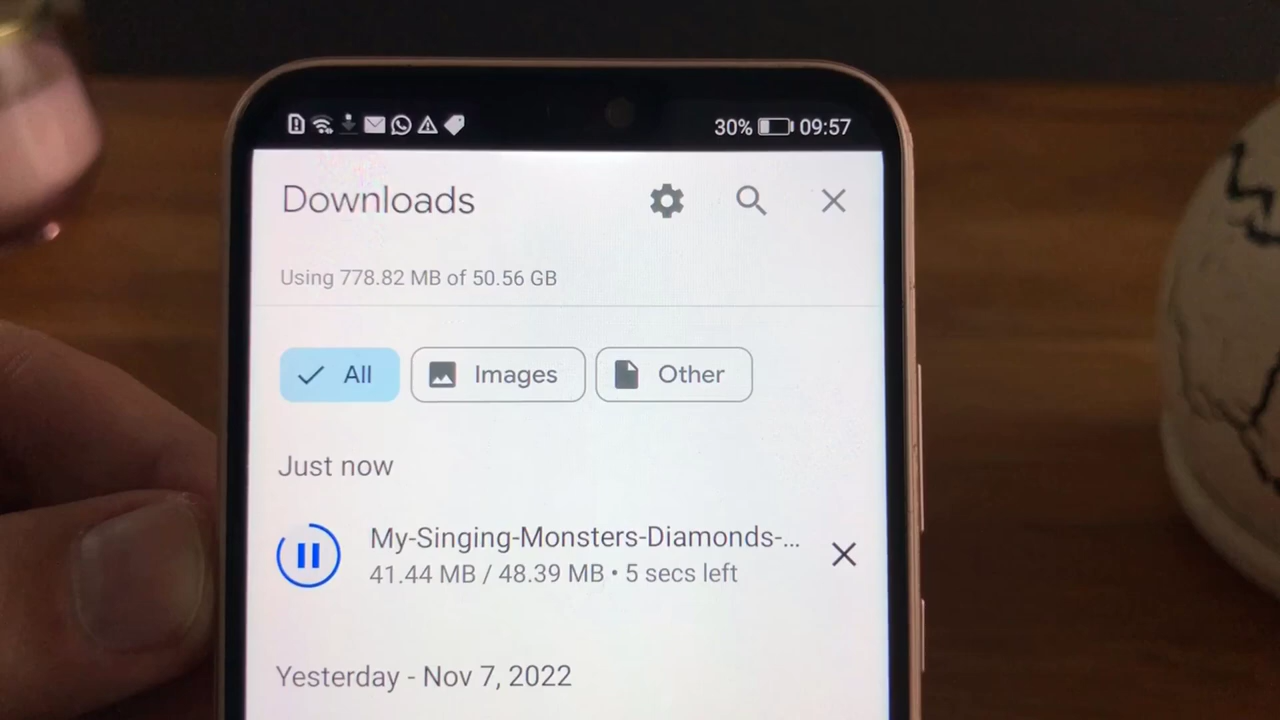 30% 09:57
Downloads
Using 778.82 MB of 50.56 GB
All Images Other
Just now
My-Singing-Monsters-Diamonds-...
41.44 MB / 48.39 MB • 5 secs left
Yesterday - Nov 7, 2022